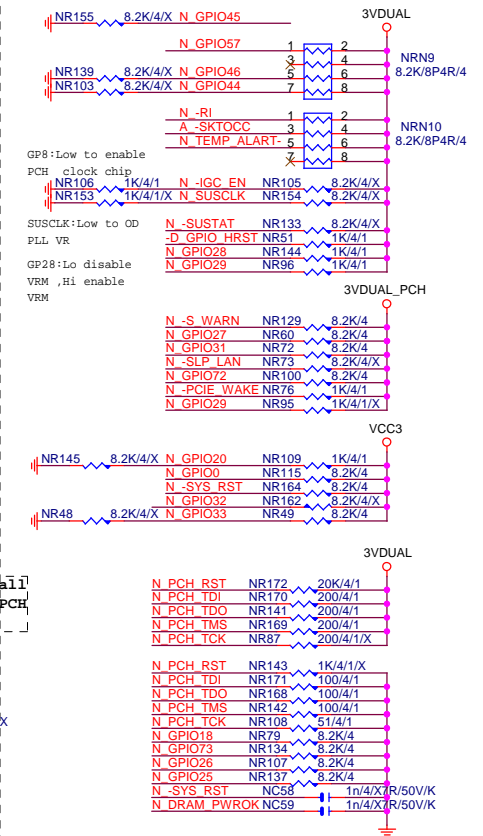 3VDUAL
NR155 8.2K/4/X N_GPIO45
N_GPIO57 1 2 NRN9
3 4 8.2K/8P4R/4
NR139 8.2K/4/X N_GPIO46 5 6
NR103 8.2K/4/X N_GPIO44 7 8
N_-RI 1 2 NRN10
A_-SKTOCC 3 4 8.2K/8P4R/4
N_TEMP_ALART- 5 6
7 8
GP8:Low to enable
PCH clock chip
NR106 1K/4/1 N_-IGC_EN NR105 8.2K/4/X
NR153 1K/4/1/X N_SUSCLK NR154 8.2K/4/X
SUSCLK:Low to OD
PLL VR
GP28:Lo disable
VRM ,Hi enable
VRM
N_-SUSTAT NR133 8.2K/4/X
-D_GPIO_HRST NR51 1K/4/1
N_GPIO28 NR144 1K/4/1
N_GPIO29 NR96 1K/4/1
3VDUAL_PCH
N_-S_WARN NR129 8.2K/4
N_GPIO27 NR60 8.2K/4
N_GPIO31 NR72 8.2K/4
N_-SLP_LAN NR73 8.2K/4/X
N_GPIO72 NR100 8.2K/4
N_-PCIE_WAKE NR76 1K/4/1
N_GPIO29 NR95 1K/4/1/X
VCC3
NR145 8.2K/4/X N_GPIO20 NR109 1K/4/1
N_GPIO0 NR115 8.2K/4
N_-SYS_RST NR164 8.2K/4
N_GPIO32 NR162 8.2K/4/X
NR48 8.2K/4/X N_GPIO33 NR49 8.2K/4
3VDUAL
all
PCH
N_PCH_RST NR172 20K/4/1
N_PCH_TDI NR170 200/4/1
N_PCH_TDO NR141 200/4/1
N_PCH_TMS NR169 200/4/1
N_PCH_TCK NR87 200/4/1/X
N_PCH_RST NR143 1K/4/1/X
N_PCH_TDI NR171 100/4/1
N_PCH_TDO NR168 100/4/1
N_PCH_TMS NR142 100/4/1
X
N_PCH_TCK NR108 51/4/1
N_GPIO18 NR79 8.2K/4
N_GPIO73 NR134 8.2K/4
N_GPIO26 NR107 8.2K/4
N_GPIO25 NR137 8.2K/4
N_-SYS_RST NC58 1n/4/X7R/50V/K
N_DRAM_PWROK NC59 1n/4/X7R/50V/K